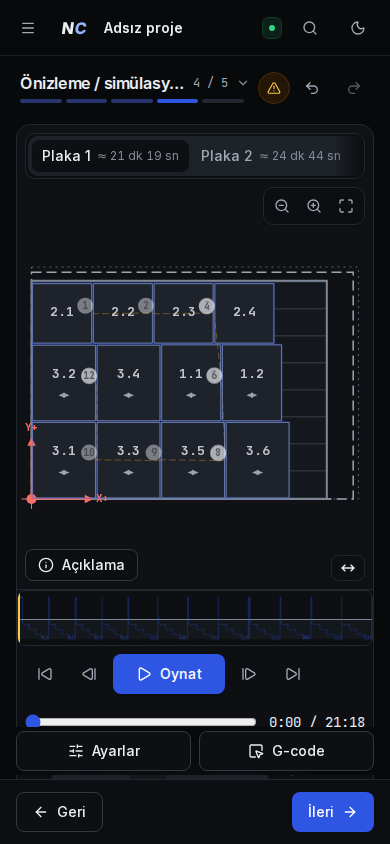 NC Adsız proje
Önizleme / simülasy... 4 / 5
Plaka 1 ≈ 21 dk 19 sn Plaka 2 ≈ 24 dk 44 sn
2.1 1 2.2 2 2.3 4 2.4
3.2 12 3.4 1.1 6 1.2
3.1 10 3.3 9 3.5 8 3.6
Y+
X+
Açıklama
Oynat
0:00 / 21:18
Ayarlar G-code
Geri İleri